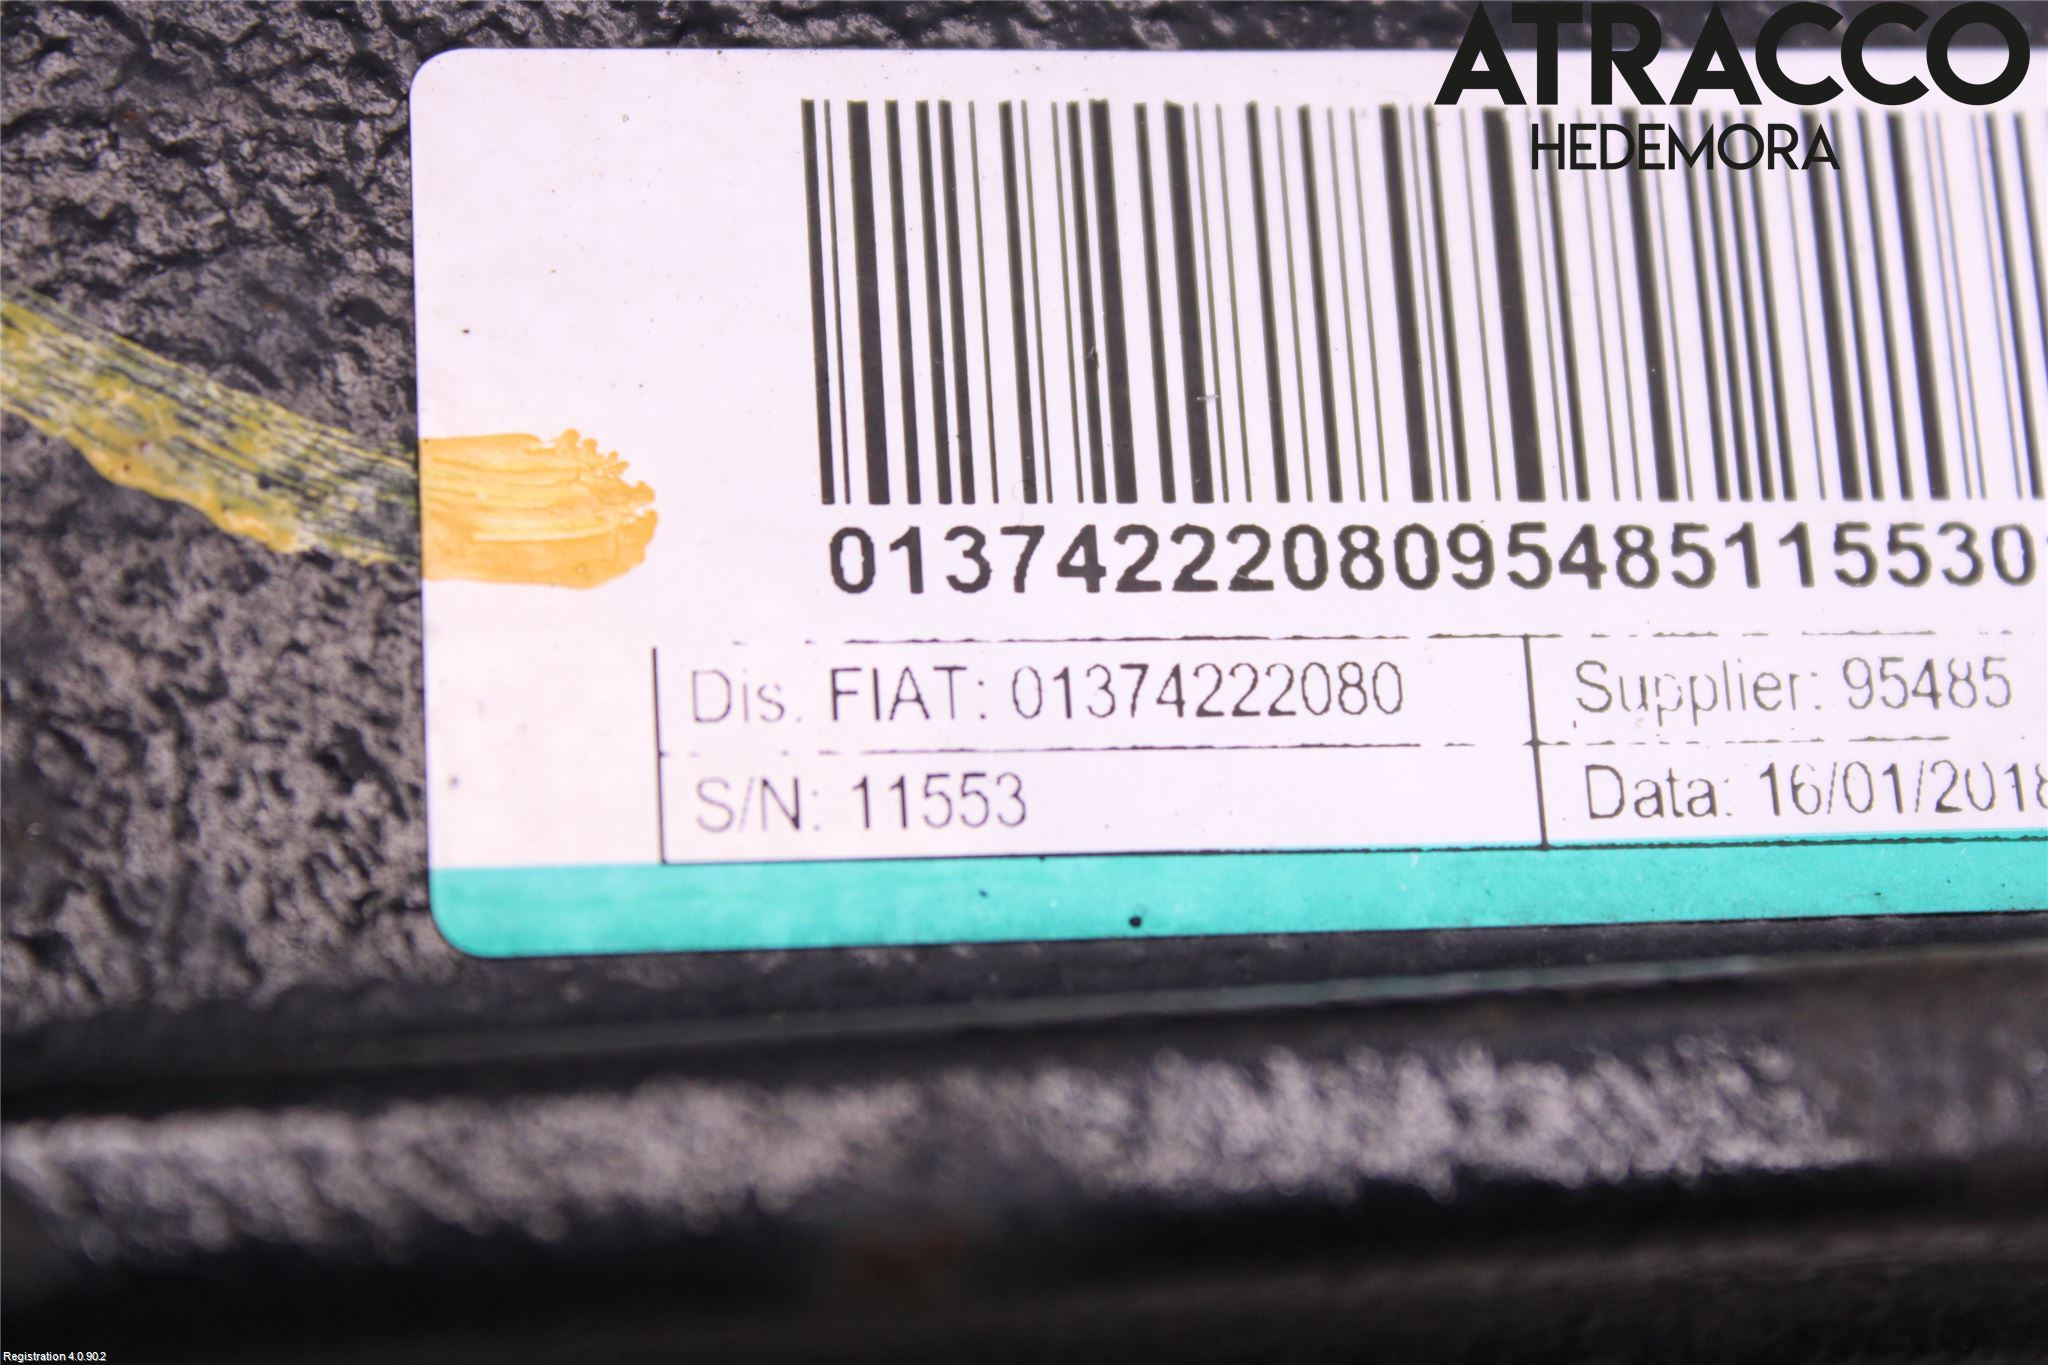 ATRACCO
HEDEMORA
0137422208095485115530
Dis. FIAT: 01374222080
Supplier: 95485
S/N: 11553
Data: 16/01/2018
Registration 4.0.90.2